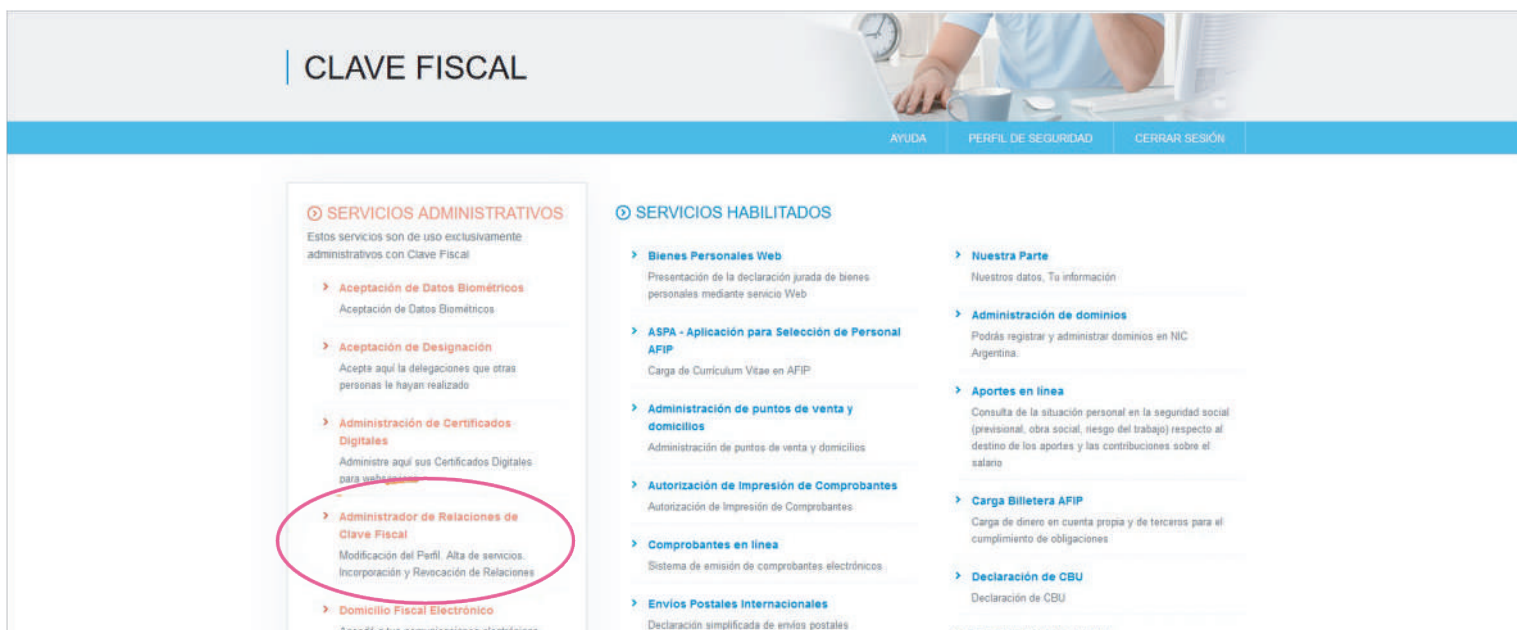 CLAVE FISCAL
AYUDA
PERFIL DE SEGURIDAD
CERRAR SESIÓN
SERVICIOS ADMINISTRATIVOS
Estos servicios son de uso exclusivamente
administrativos con Clave Fiscal
Aceptación de Datos Biométricos
Aceptación de Datos Biométricos
Aceptación de Designación
Acepte aquí la delegaciones que otras
personas le hayan realizado
Administración de Certificados
Digitales
Administre aquí sus Certificados Digitales
para
Administrador de Relaciones de
Clave Fiscal
Modificación del Perfil. Alta de servicios.
Incorporación y Revocación de Relaciones
Domicilio Fiscal Electrónico
SERVICIOS HABILITADOS
Bienes Personales Web
Presentación de la declaración jurada de bienes
personales mediante servicio Web
ASPA - Aplicación para Selección de Personal
AFIP
Carga de Currículum Vitae en AFIP
Administración de puntos de venta y
domicilios
Administración de puntos de venta y domicilios
Autorización de Impresión de Comprobantes
Autorización de Impresión de Comprobantes
Comprobantes en línea
Sistema de emisión de comprobantes electrónicos
Envíos Postales Internacionales
Declaración simplificada de envíos postales
Nuestra Parte
Nuestros datos, Tu información
Administración de dominios
Podrás registrar y administrar dominios en NIC
Argentina.
Aportes en línea
Consulta de la situación personal en la seguridad social
(previsional, obra social, riesgo del trabajo) respecto al
destino de los aportes y las contribuciones sobre el
salario
Carga Billetera AFIP
Carga de dinero en cuenta propia y de terceros para el
cumplimiento de obligaciones
Declaración de CBU
Declaración de CBU